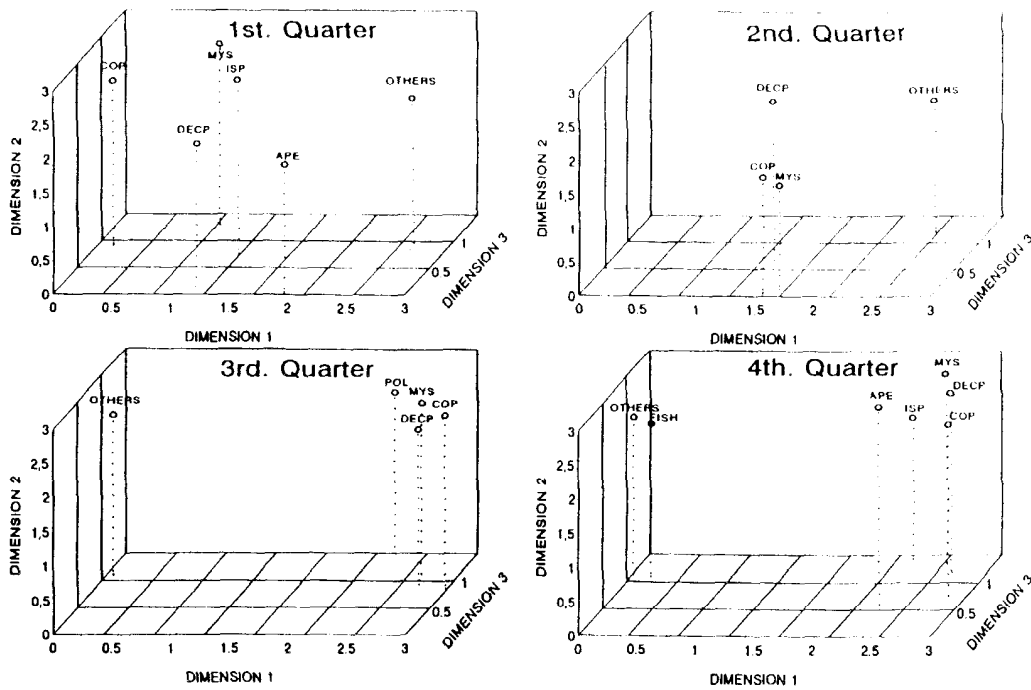 1st. Quarter
COP
MYS
ISP
OTHERS
DECP
APE
DIMENSION 2
3
2,5
2
1.5
1
0.5
0
0 0.5 1 1.5 2 2.5 3
DIMENSION 1
0.5
1
DIMENSION 3
2nd. Quarter
DECP
OTHERS
COP
MYS
DIMENSION 2
3
2.5
2
1.5
1
0.5
0
0 0.5 1 1.5 2 2.5 3
DIMENSION 1
0.5
1
DIMENSION 3
3rd. Quarter
OTHERS
POL
MYS
COP
DECP
DIMENSION 2
3
2,5
2
1.5
1
0.5
0
0 0.5 1 1.5 2 2.5 3
DIMENSION 1
0.5
1
DIMENSION 3
4th. Quarter
MYS
DECP
APE
ISP
COP
OTHERS
FISH
DIMENSION 2
3
2,5
2
1.5
1
0.5
0
0 0.5 1 1.5 2 2.5 3
DIMENSION 1
0.5
1
DIMENSION 3